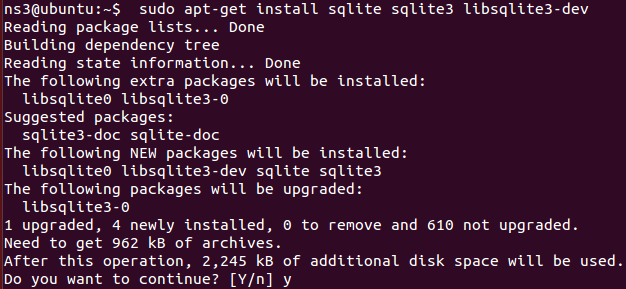 ns3@ubuntu:~$  sudo apt-get install sqlite sqlite3 libsqlite3-dev
Reading package lists... Done
Building dependency tree
Reading state information... Done
The following extra packages will be installed:
  libsqlite0 libsqlite3-0
Suggested packages:
  sqlite3-doc sqlite-doc
The following NEW packages will be installed:
  libsqlite0 libsqlite3-dev sqlite sqlite3
The following packages will be upgraded:
  libsqlite3-0
1 upgraded, 4 newly installed, 0 to remove and 610 not upgraded.
Need to get 962 kB of archives.
After this operation, 2,245 kB of additional disk space will be used.
Do you want to continue? [Y/n] y